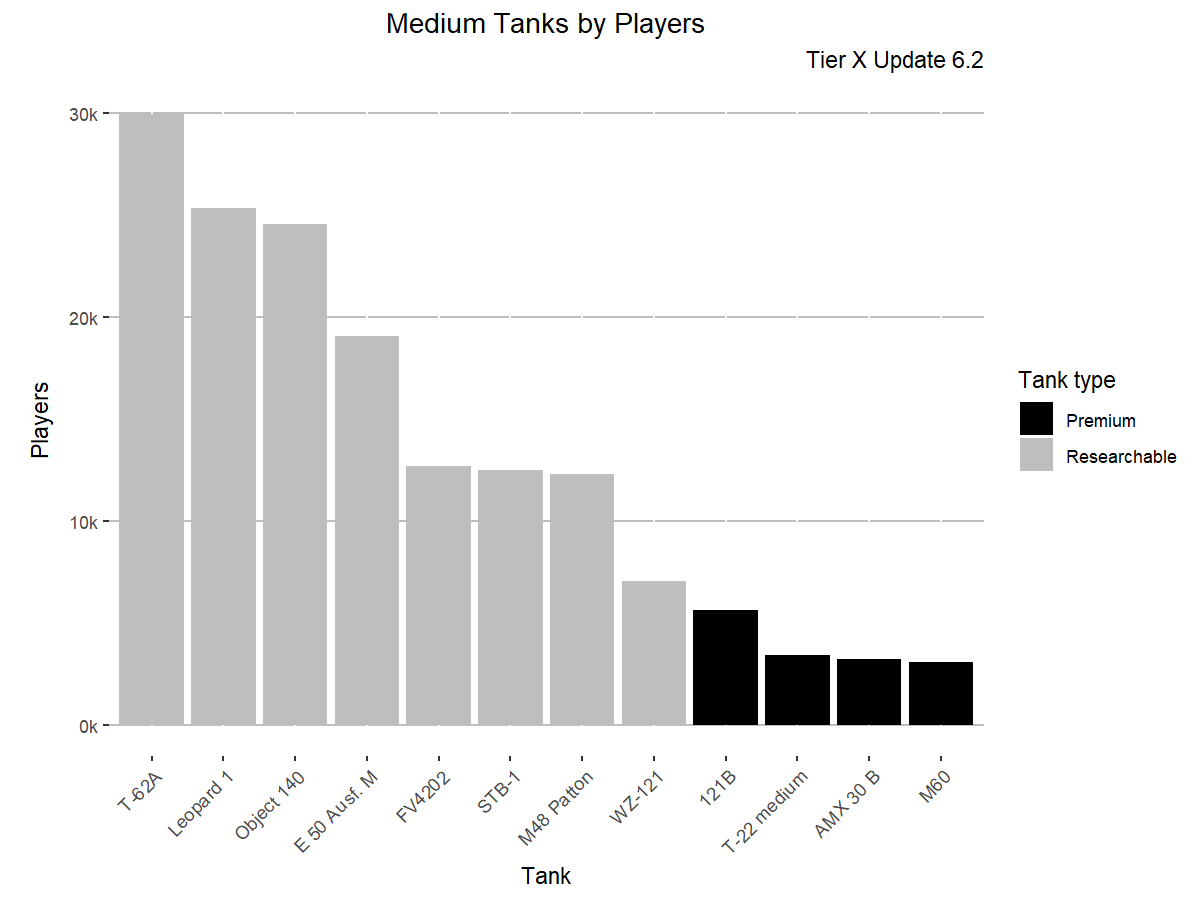 Medium Tanks by Players
Tier X Update 6.2
30k
20k
10k
0k
Players
T-62A
Leopard 1
Object 140
E 50 Ausf. M
FV4202
STB-1
M48 Patton
WZ-121
121B
T-22 medium
AMX 30 B
M60
Tank
Tank type
Premium
Researchable